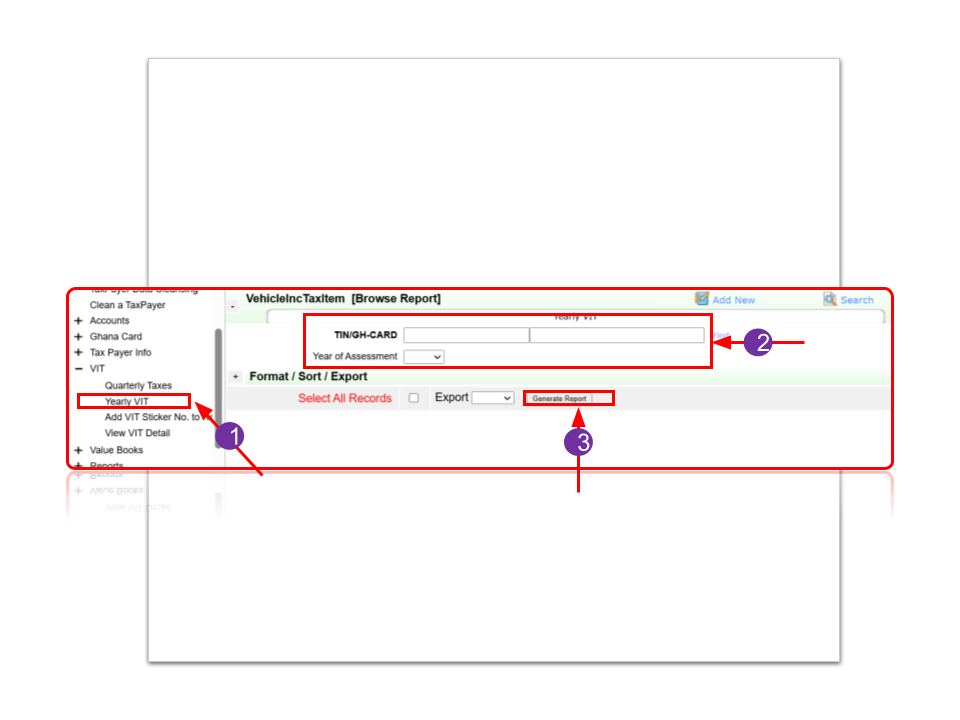 TaxPayer Data Cleansing
Clean a TaxPayer
+ Accounts
+ Ghana Card
+ Tax Payer Info
− VIT
Quarterly Taxes
Yearly VIT
Add VIT Sticker No. to
View VIT Detail
+ Value Books
+ Reports
- VehicleIncTaxItem [Browse Report]
Add New
Search
Yearly VIT
TIN/GH-CARD
Find
Year of Assessment
+ Format / Sort / Export
Select All Records
Export
Generate Report
1
2
3